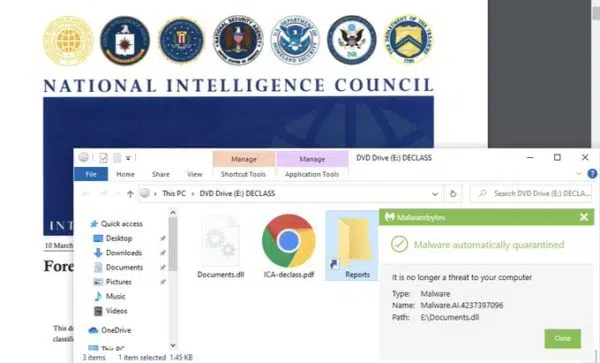 NATIONAL INTELLIGENCE COUNCIL
Manage
Manage
DVD Drive (E:) DECLASS
File
Home
Share
View
Shortcut Tools
Application Tools
This PC > DVD Drive (E:) DECLASS
Search DVD Drive (E:) DECLA...
Quick access
Desktop
Downloads
Documents
Pictures
Music
Videos
OneDrive
This PC
Documents.dll
ICA-declass.pdf
Reports
Malwarebytes
Malware automatically quarantined
It is no longer a threat to your computer
Type: Malware
Name: Malware.AI.4237397096
Path: E:\Documents.dll
Close
INT
10 March
Fore
This do
classifi
3 items
1 item selected 1.45 KB